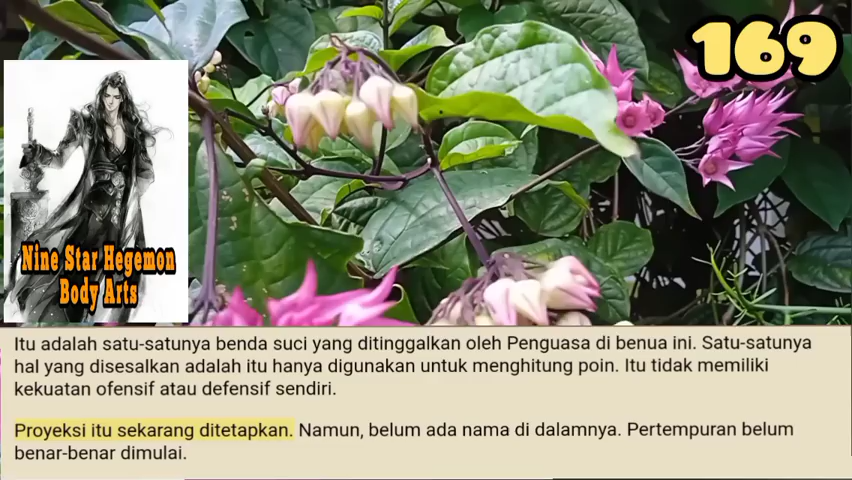 169
Nine Star Hegemon
Body Arts
Itu adalah satu-satunya benda suci yang ditinggalkan oleh Penguasa di benua ini. Satu-satunya
hal yang disesalkan adalah itu hanya digunakan untuk menghitung poin. Itu tidak memiliki
kekuatan ofensif atau defensif sendiri.
Proyeksi itu sekarang ditetapkan. Namun, belum ada nama di dalamnya. Pertempuran belum
benar-benar dimulai.